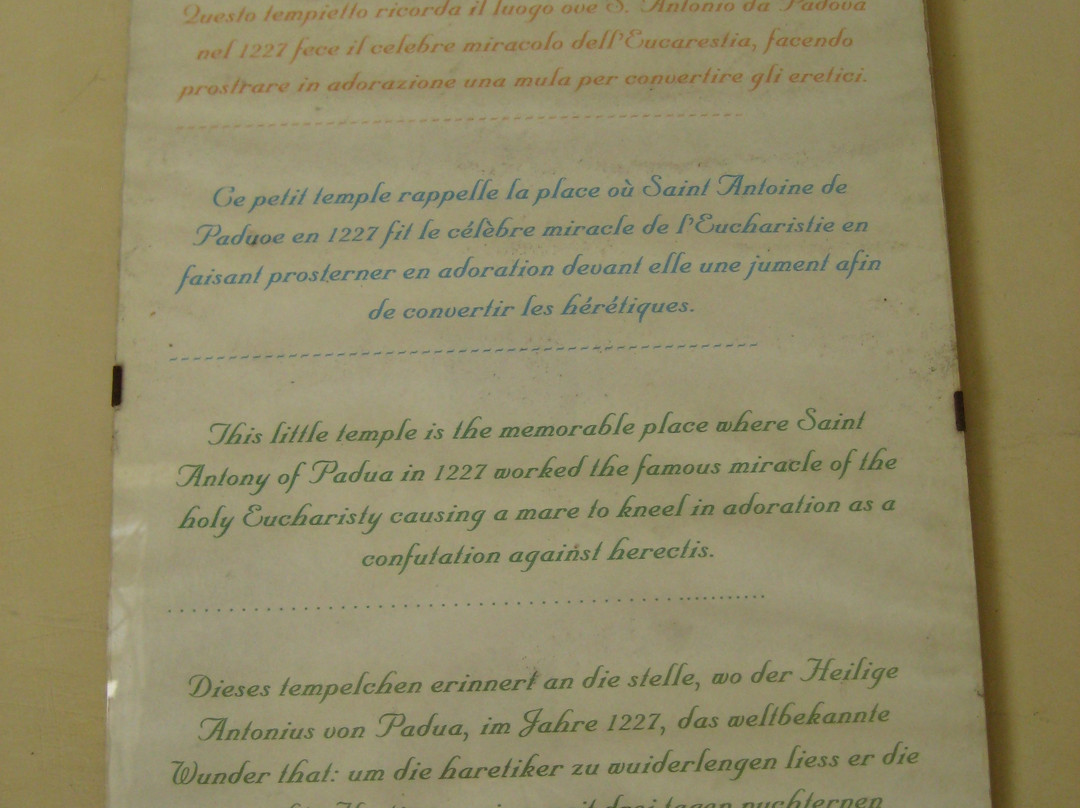 Questo tempietto ricorda il luogo ove S. Antonio da Padova
nel 1227 fece il celebre miracolo dell'Eucarestia, facendo
prostrare in adorazione una mula per convertire gli eretici.
Ce petit temple rappelle la place où Saint Antoine de
Paduoe en 1227 fit le célèbre miracle de l'Eucharistie en
faisant prosterner en adoration devant elle une jument afin
de convertir les hérétiques.
This little temple is the memorable place where Saint
Antony of Padua in 1227 worked the famous miracle of the
holy Eucharisty causing a mare to kneel in adoration as a
confutation against herectis.
Dieses tempelchen erinnert an die stelle, wo der Heilige
Antonius von Padua, im Jahre 1227, das weltbekannte
Wunder that: um die haretiker zu wuiderlengen liess er die
drei tagen nuchternen